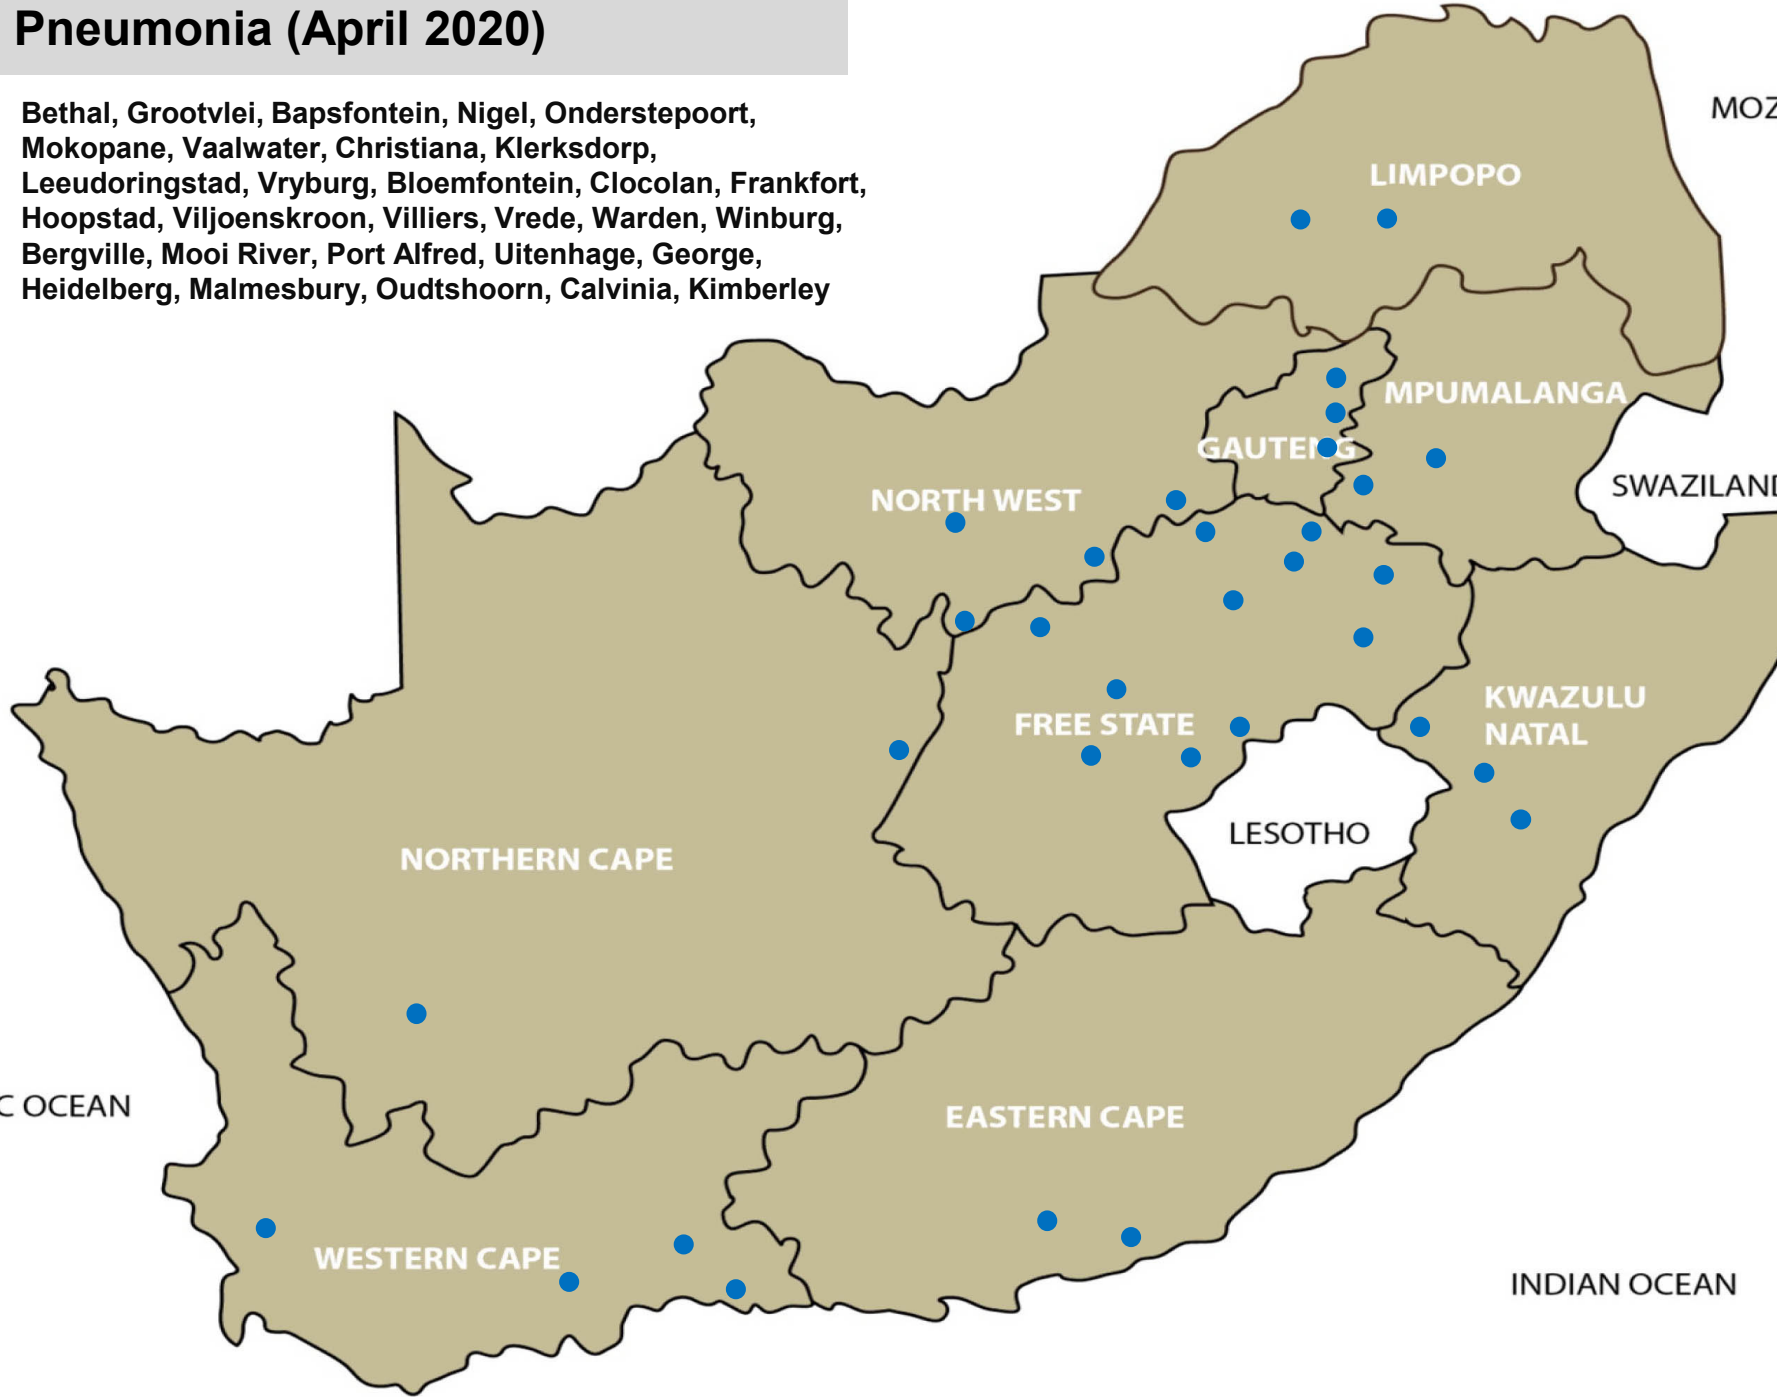 Pneumonia (April 2020)
Bethal, Grootvlei, Bapsfontein, Nigel, Onderstepoort,
Mokopane, Vaalwater, Christiana, Klerksdorp,
Leeudoringstad, Vryburg, Bloemfontein, Clocolan, Frankfort,
Hoopstad, Viljoenskroon, Villiers, Vrede, Warden, Winburg,
Bergville, Mooi River, Port Alfred, Uitenhage, George,
Heidelberg, Malmesbury, Oudtshoorn, Calvinia, Kimberley
MOZ
LIMPOPO
MPUMALANGA
GAUTENG
SWAZILAND
NORTH WEST
KWAZULU
NATAL
FREE STATE
LESOTHO
NORTHERN CAPE
C OCEAN
EASTERN CAPE
WESTERN CAPE
INDIAN OCEAN